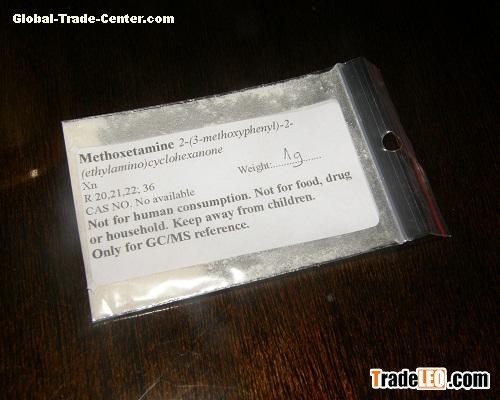 Global-Trade-Center.com
Methoxetamine 2-(3-methoxyphenyl)-2-
(ethylamino)cyclohexanone
Xn
R 20,21,22; 36 Weight:..1g..........
CAS NO. No available
Not for human consumption. Not for food, drug
or household. Keep away from children.
Only for GC/MS reference.
TradeLEO.com